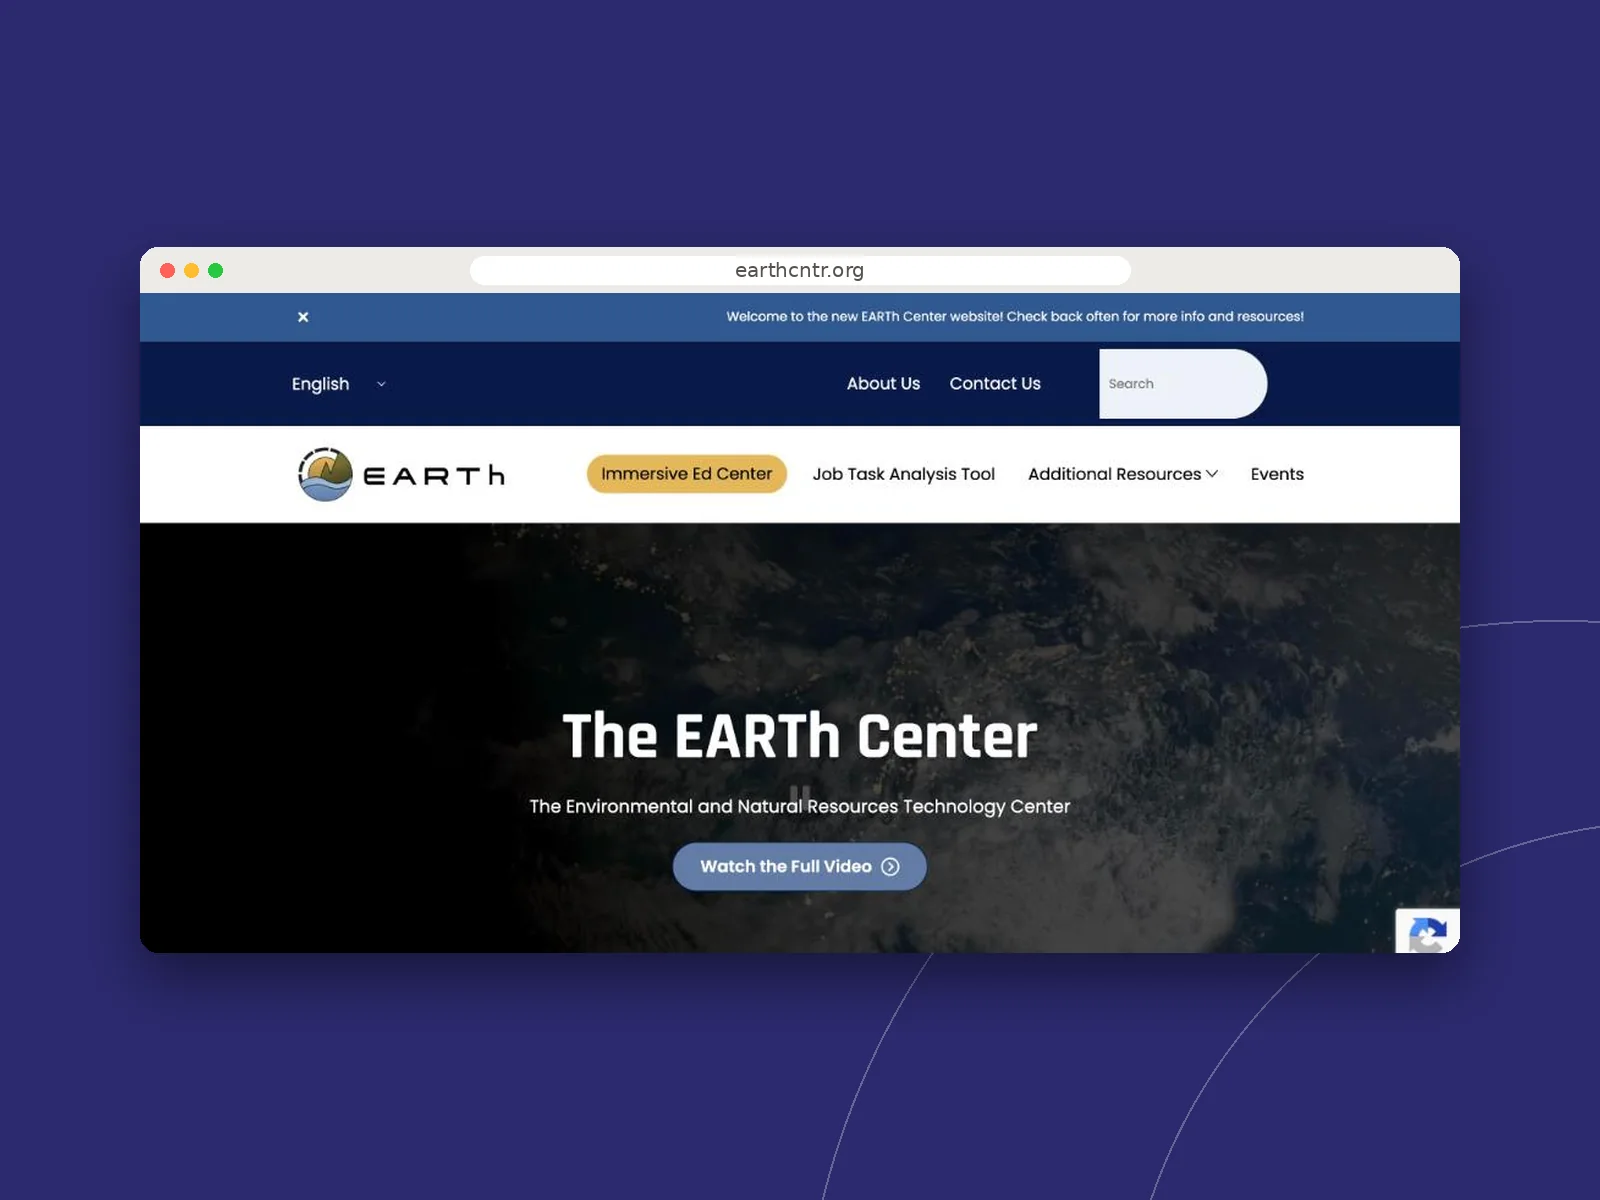 earthcntr.org
Welcome to the new EARTh Center website! Check back often for more info and resources!
English
About Us
Contact Us
Search
EARTh
Immersive Ed Center
Job Task Analysis Tool
Additional Resources
Events
The EARTh Center
The Environmental and Natural Resources Technology Center
Watch the Full Video